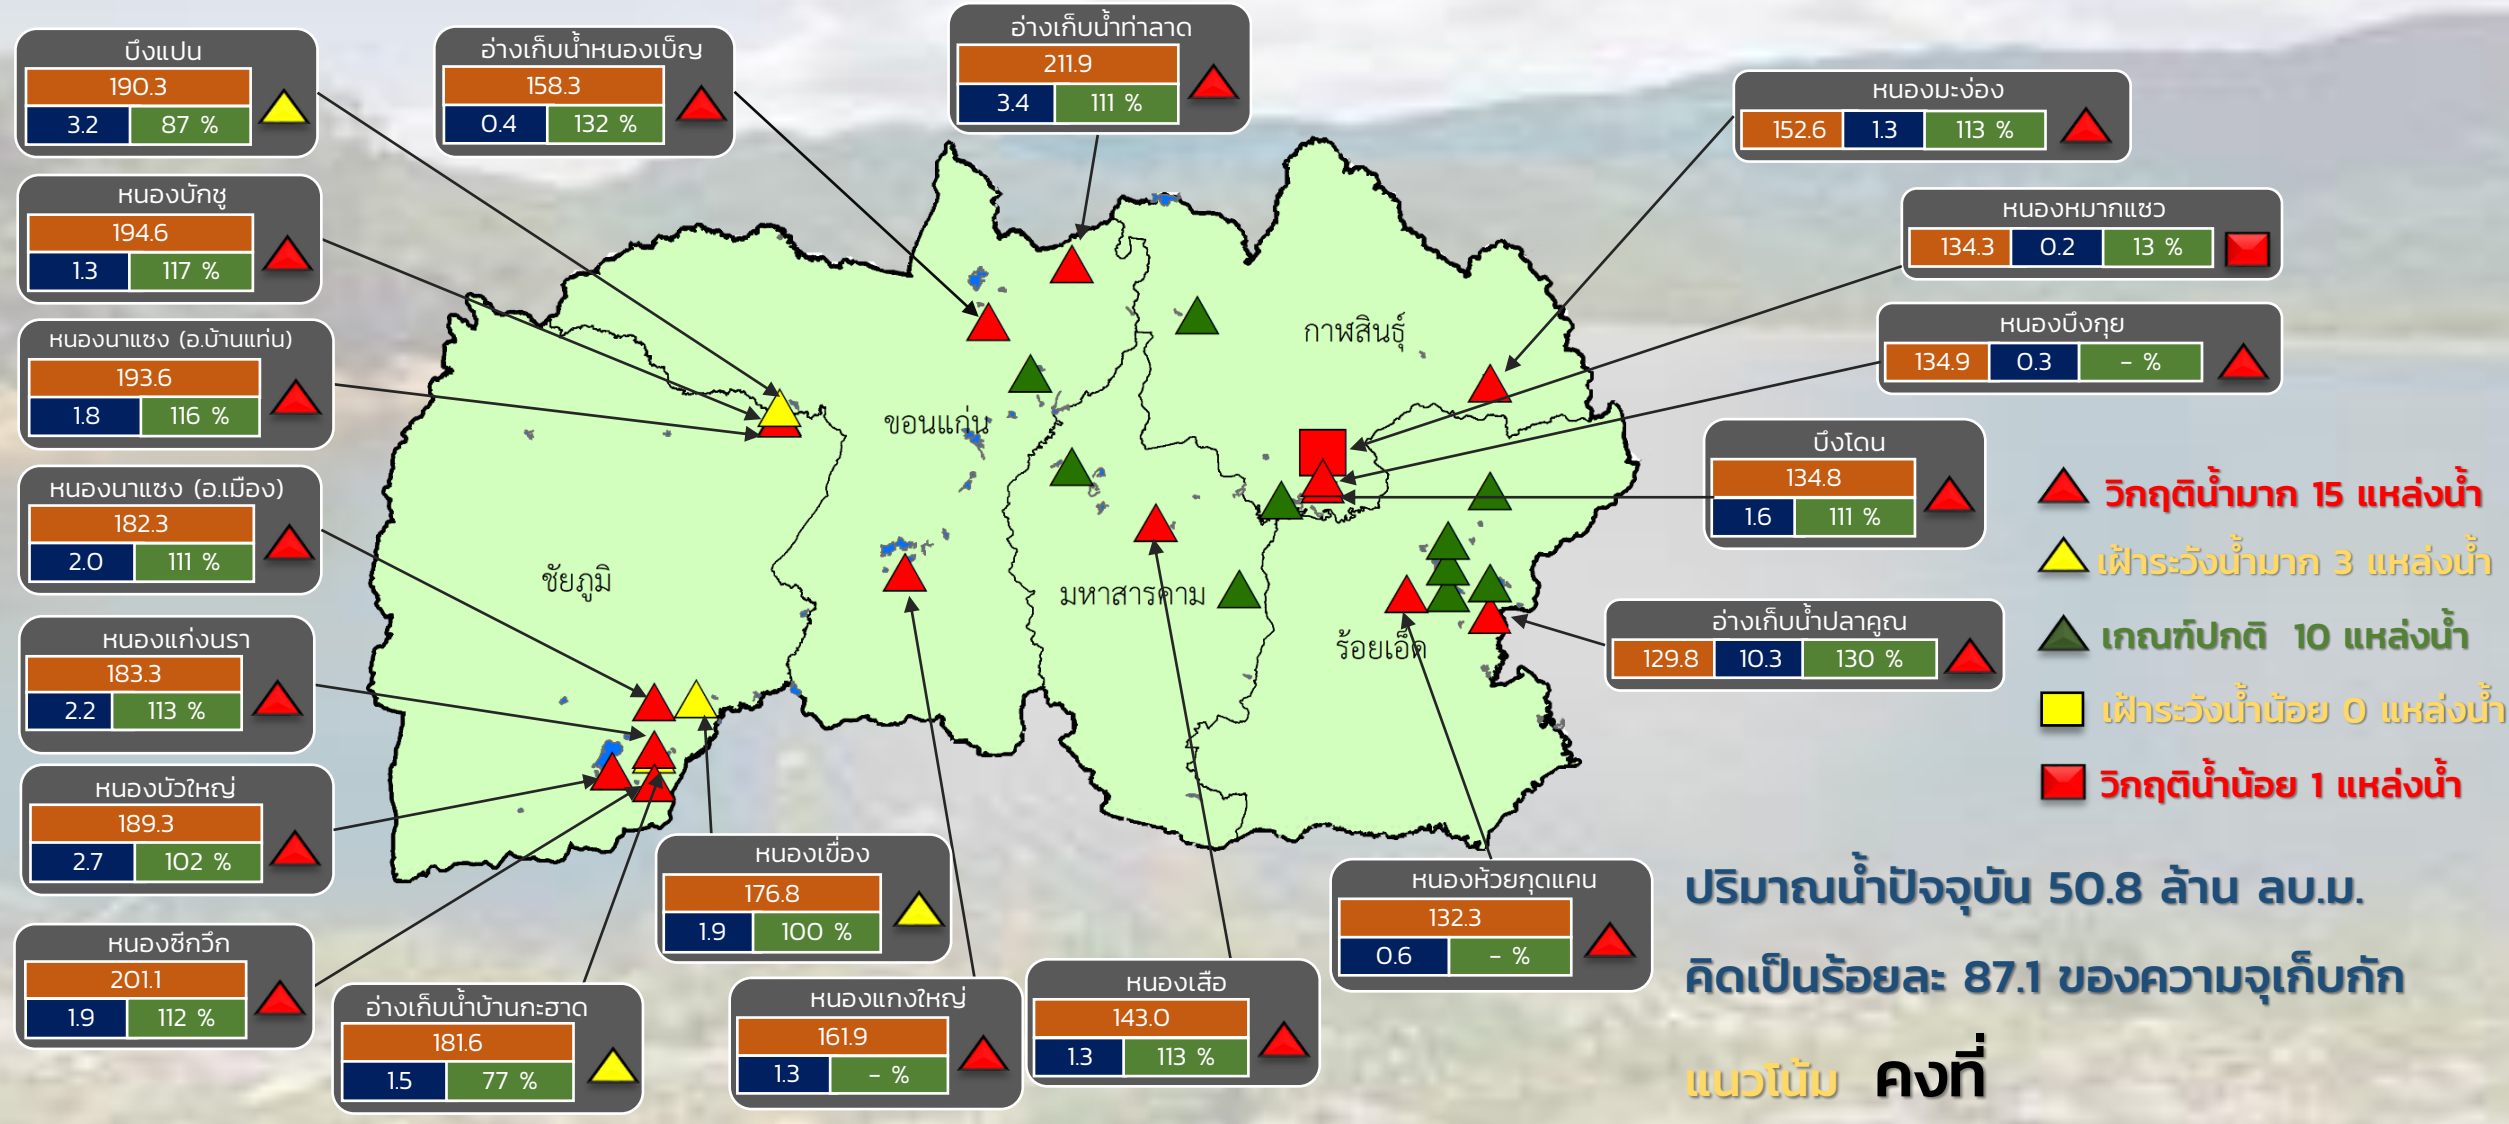 บึงแปน
190.3
3.2 87 %
อ่างเก็บน้ำหนองเบ็ญ
158.3
0.4 132 %
อ่างเก็บน้ำท่าลาด
211.9
3.4 111 %
หนองมะง่อง
152.6 1.3 113 %
หนองบักชู
194.6
1.3 117 %
หนองหมากแซว
134.3 0.2 13 %
หนองนาแซง (อ.บ้านแท่น)
193.6
1.8 116 %
หนองบึงกุย
134.9 0.3 - %
กาฬสินธุ์
ขอนแก่น
ชัยภูมิ
มหาสารคาม
ร้อยเอ็ด
บึงโดน
134.8
1.6 111 %
หนองนาแซง (อ.เมือง)
182.3
2.0 111 %
วิกฤติน้ำมาก 15 แหล่งน้ำ
เฝ้าระวังน้ำมาก 3 แหล่งน้ำ
เกณฑ์ปกติ 10 แหล่งน้ำ
เฝ้าระวังน้ำน้อย 0 แหล่งน้ำ
วิกฤติน้ำน้อย 1 แหล่งน้ำ
อ่างเก็บน้ำปลาคูณ
129.8 10.3 130 %
หนองแก่งนรา
183.3
2.2 113 %
หนองบัวใหญ่
189.3
2.7 102 %
หนองซีกวึก
201.1
1.9 112 %
อ่างเก็บน้ำบ้านกะฮาด
181.6
1.5 77 %
หนองเขื่อง
176.8
1.9 100 %
หนองแกงใหญ่
161.9
1.3 - %
หนองเสือ
143.0
1.3 113 %
หนองห้วยกุดแคน
132.3
0.6 - %
ปริมาณน้ำปัจจุบัน 50.8 ล้าน ลบ.ม.
คิดเป็นร้อยละ 87.1 ของความจุเก็บกัก
แนวโน้ม คงที่